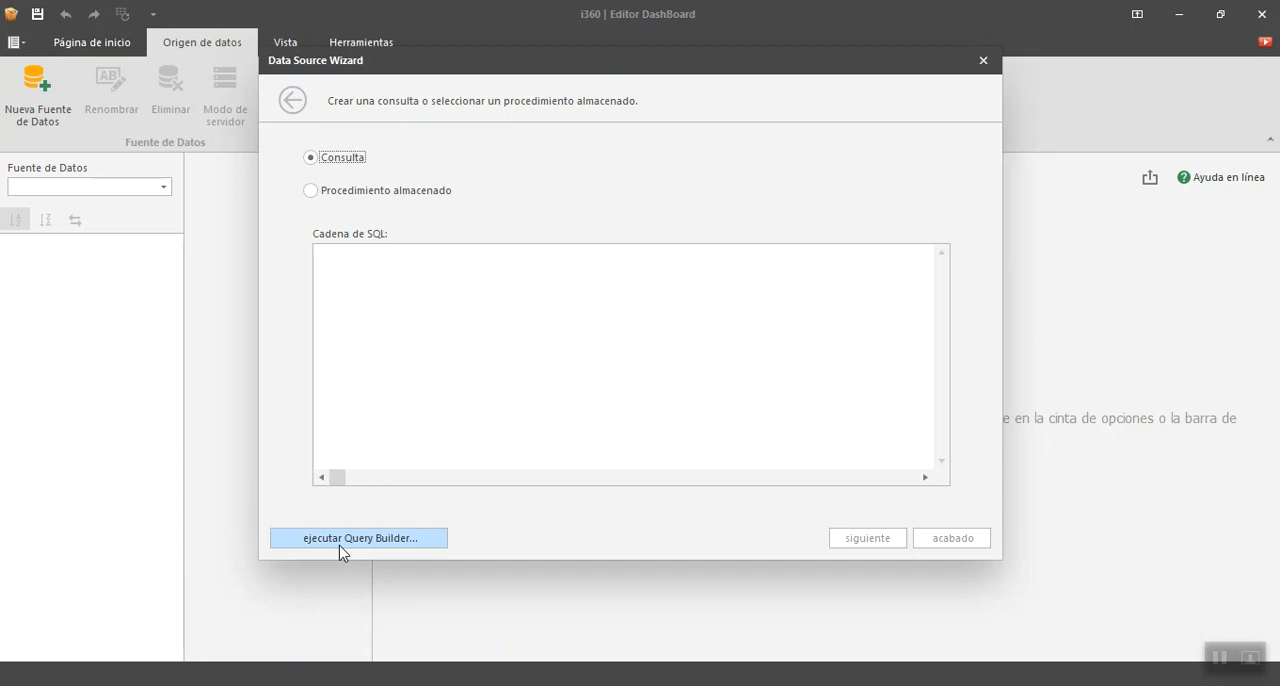 i360 | Editor DashBoard
Página de inicio
Origen de datos
Vista
Herramientas
Nueva Fuente
de Datos
Renombrar
Eliminar
Modo de
servidor
Fuente de Datos
Fuente de Datos
Data Source Wizard
Crear una consulta o seleccionar un procedimiento almacenado.
Consulta
Procedimiento almacenado
Cadena de SQL:
ejecutar Query Builder...
siguiente
acabado
Ayuda en línea
e en la cinta de opciones o la barra de